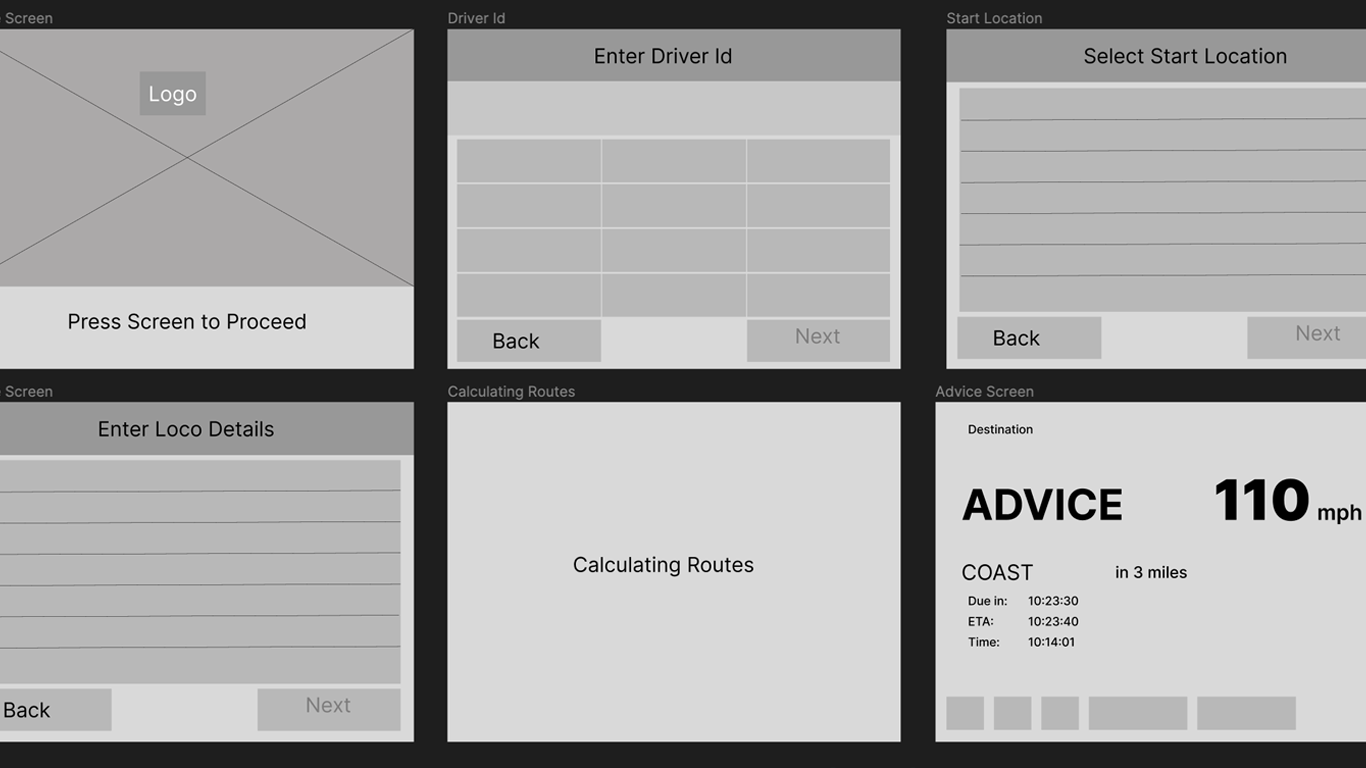 Screen
Logo
Press Screen to Proceed
Driver Id
Enter Driver Id
Back
Next
Start Location
Select Start Location
Back
Next
Screen
Enter Loco Details
Back
Next
Calculating Routes
Calculating Routes
Advice Screen
Destination
ADVICE 110 mph
COAST in 3 miles
Due in: 10:23:30
ETA: 10:23:40
Time: 10:14:01